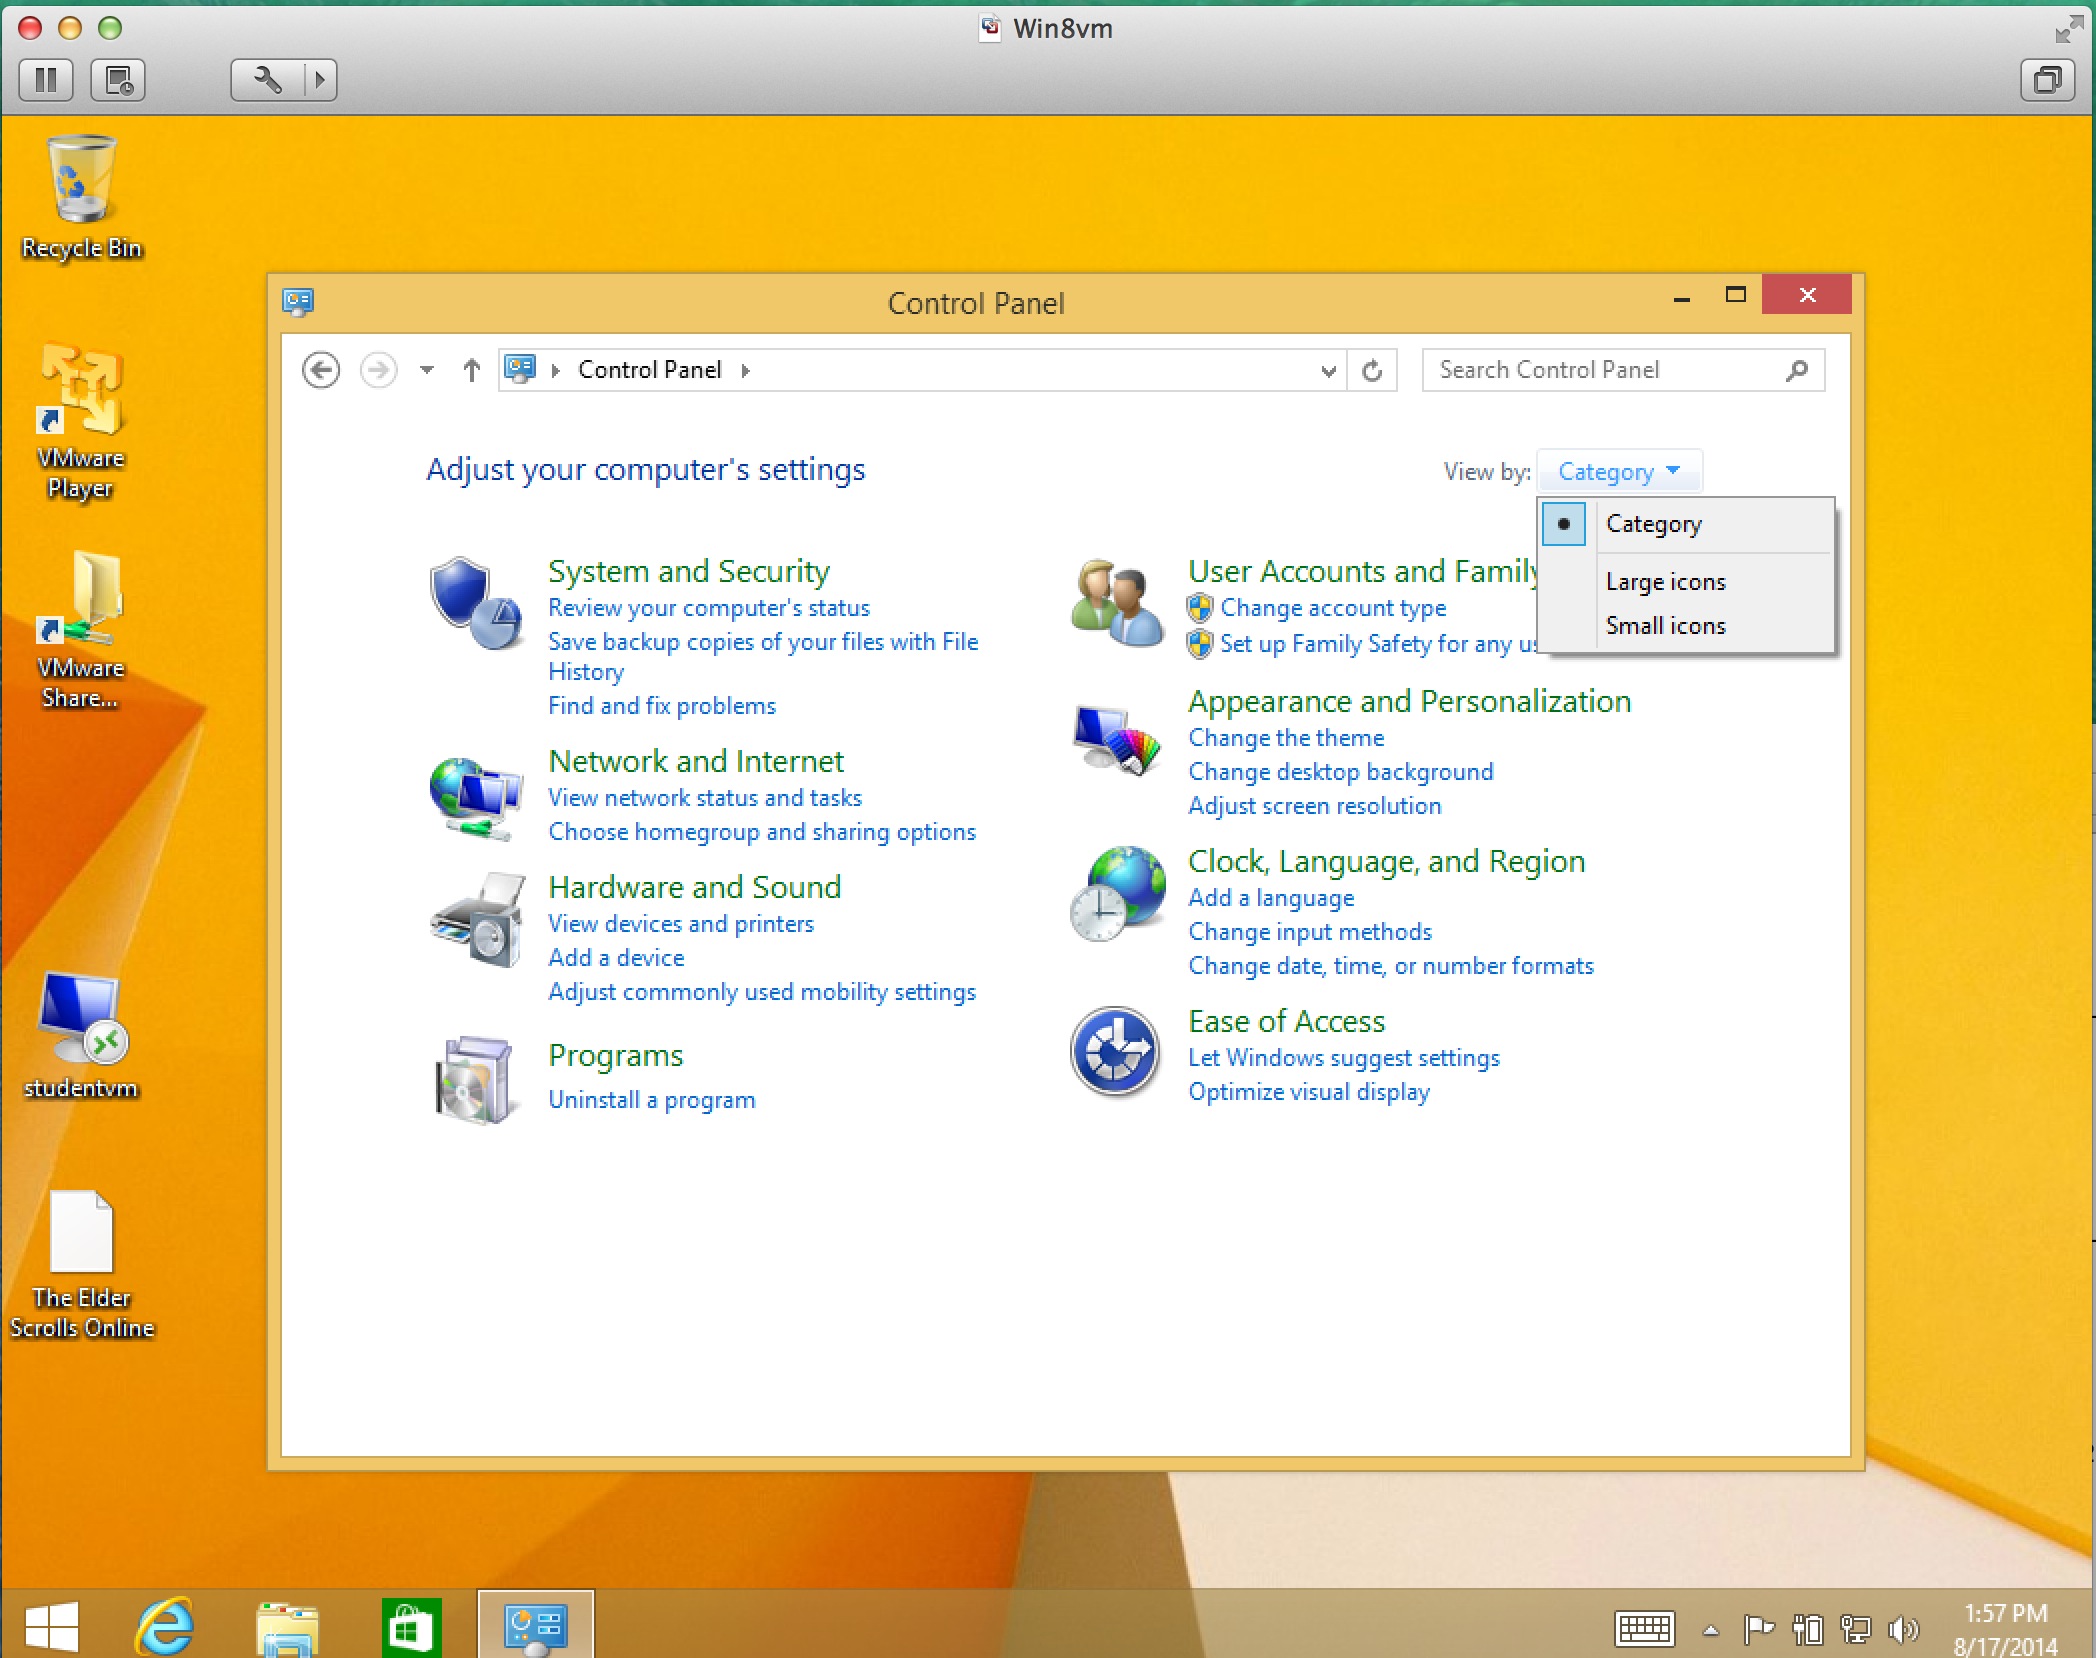 Win8vm
Recycle Bin
VMware
Player
VMware
Share...
studentvm
The Elder
Scrolls Online
Control Panel
Control Panel
Search Control Panel
Adjust your computer's settings
View by:
Category
Category
Large icons
Small icons
System and Security
Review your computer's status
Save backup copies of your files with File
History
Find and fix problems
Network and Internet
View network status and tasks
Choose homegroup and sharing options
Hardware and Sound
View devices and printers
Add a device
Adjust commonly used mobility settings
Programs
Uninstall a program
User Accounts and Family
Change account type
Set up Family Safety for any
Appearance and Personalization
Change the theme
Change desktop background
Adjust screen resolution
Clock, Language, and Region
Add a language
Change input methods
Change date, time, or number formats
Ease of Access
Let Windows suggest settings
Optimize visual display
1:57 PM
8/17/2014